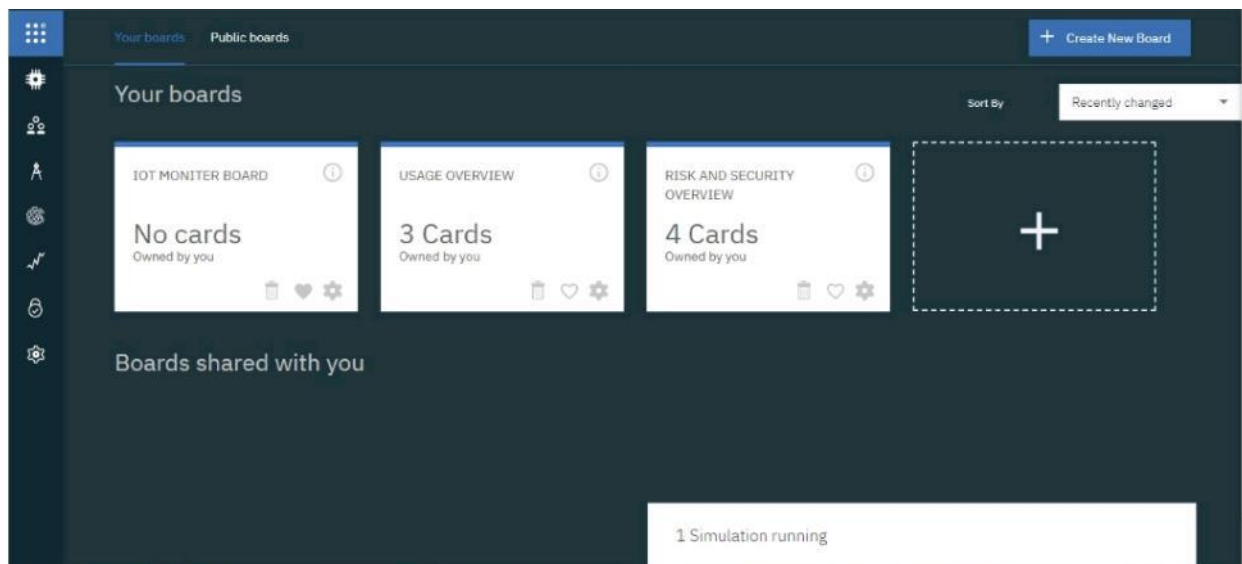 Your boards
Public boards
+ Create New Board
Your boards
Sort By
Recently changed
IOT MONITER BOARD
No cards
Owned by you
USAGE OVERVIEW
3 Cards
Owned by you
RISK AND SECURITY
OVERVIEW
4 Cards
Owned by you
Boards shared with you
1 Simulation running